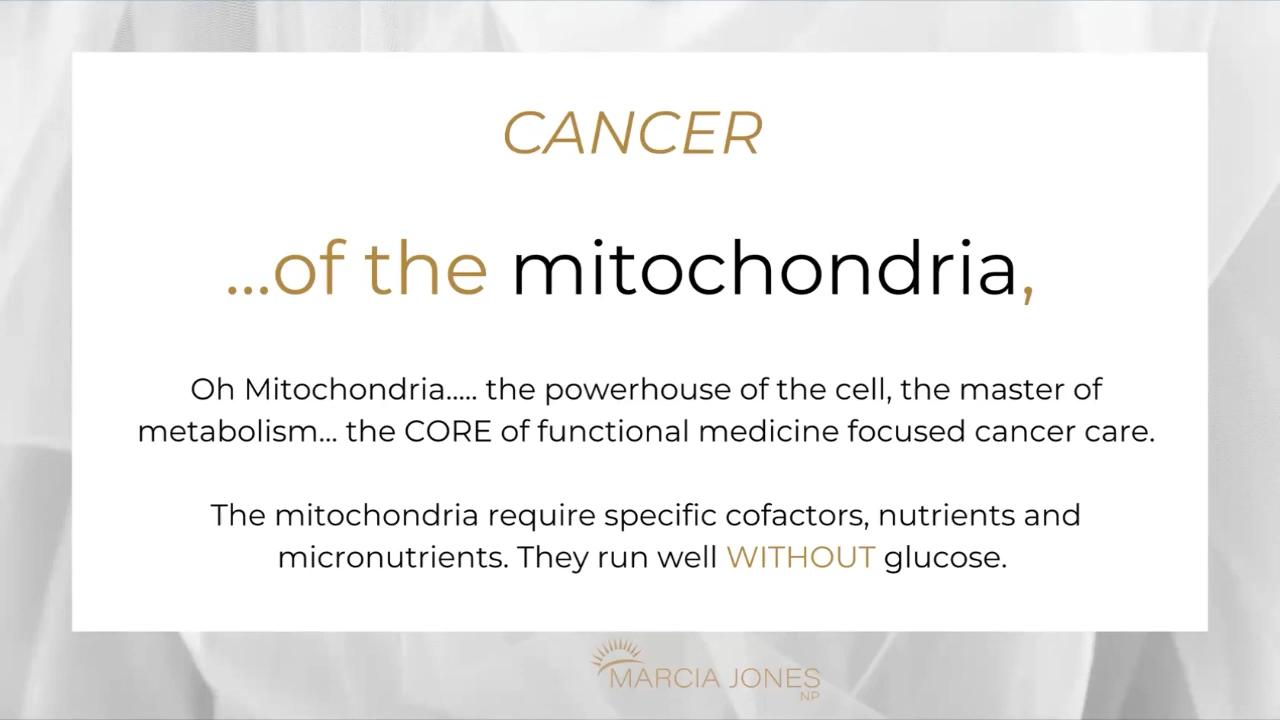 CANCER
...of the mitochondria,
Oh Mitochondria..... the powerhouse of the cell, the master of
metabolism... the CORE of functional medicine focused cancer care.
The mitochondria require specific cofactors, nutrients and
micronutrients. They run well WITHOUT glucose.
MARCIA JONES
NP